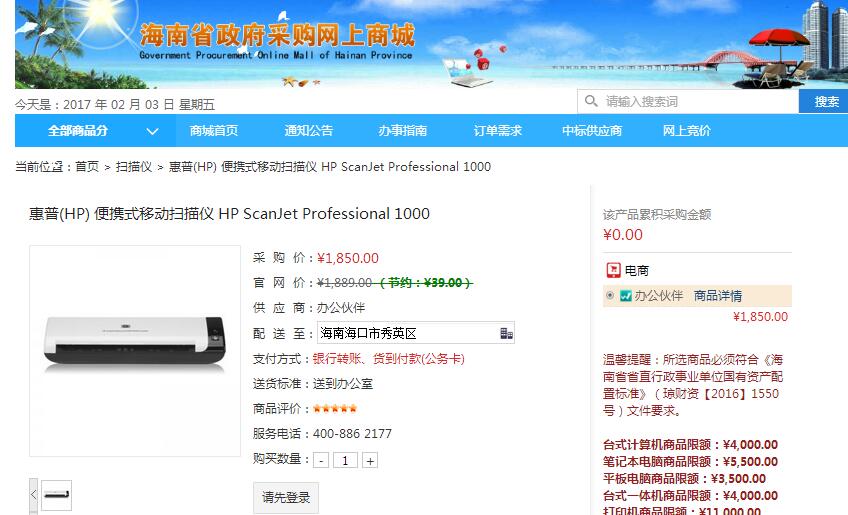 海南省政府采购网上商城
Government Procurement Online Mall of Hainan Province
今天是：2017 年 02 月 03 日 星期五
请输入搜索词
搜索
全部商品分
商城首页
通知公告
办事指南
订单需求
中标供应商
网上竞价
当前位置：首页 > 扫描仪 > 惠普(HP) 便携式移动扫描仪 HP ScanJet Professional 1000
惠普(HP) 便携式移动扫描仪 HP ScanJet Professional 1000
采 购 价：¥1,850.00
官 网 价：¥1,889.00（节约：¥39.00）
供 应 商：办公伙伴
配 送 至：海南海口市秀英区
支付方式：银行转账、货到付款(公务卡)
送货标准：送到办公室
商品评价：
服务电话：400-886 2177
购买数量： - 1 +
请先登录
该产品累积采购金额
¥0.00
电商
办公伙伴 商品详情
¥1,850.00
温馨提醒：所选商品必须符合《海
南省省直行政事业单位国有资产配
置标准》（琼财资【2016】1550
号）文件要求。
台式计算机商品限额：¥4,000.00
笔记本电脑商品限额：¥5,500.00
平板电脑商品限额：¥3,500.00
台式一体机商品限额：¥4,000.00
打印机商品限额：¥11,000.00